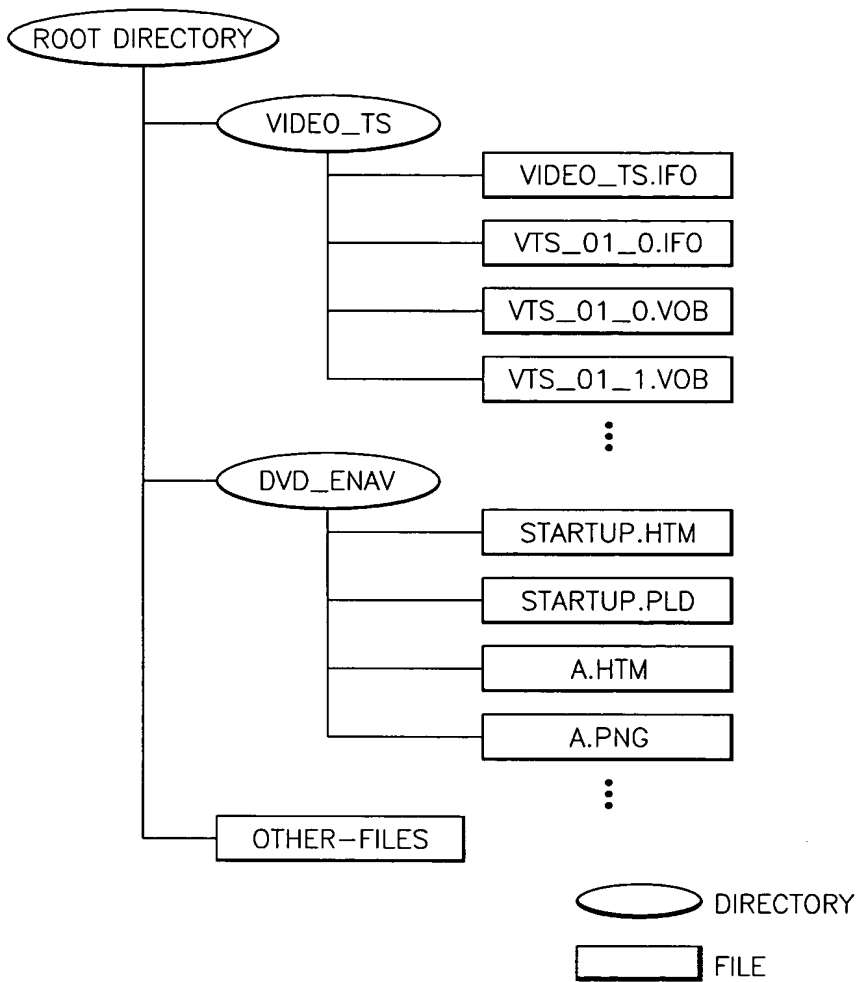 ROOT DIRECTORY
VIDEO_TS
VIDEO_TS.IFO
VTS_01_0.IFO
VTS_01_0.VOB
VTS_01_1.VOB
DVD_ENAV
STARTUP.HTM
STARTUP.PLD
A.HTM
A.PNG
OTHER-FILES
DIRECTORY
FILE